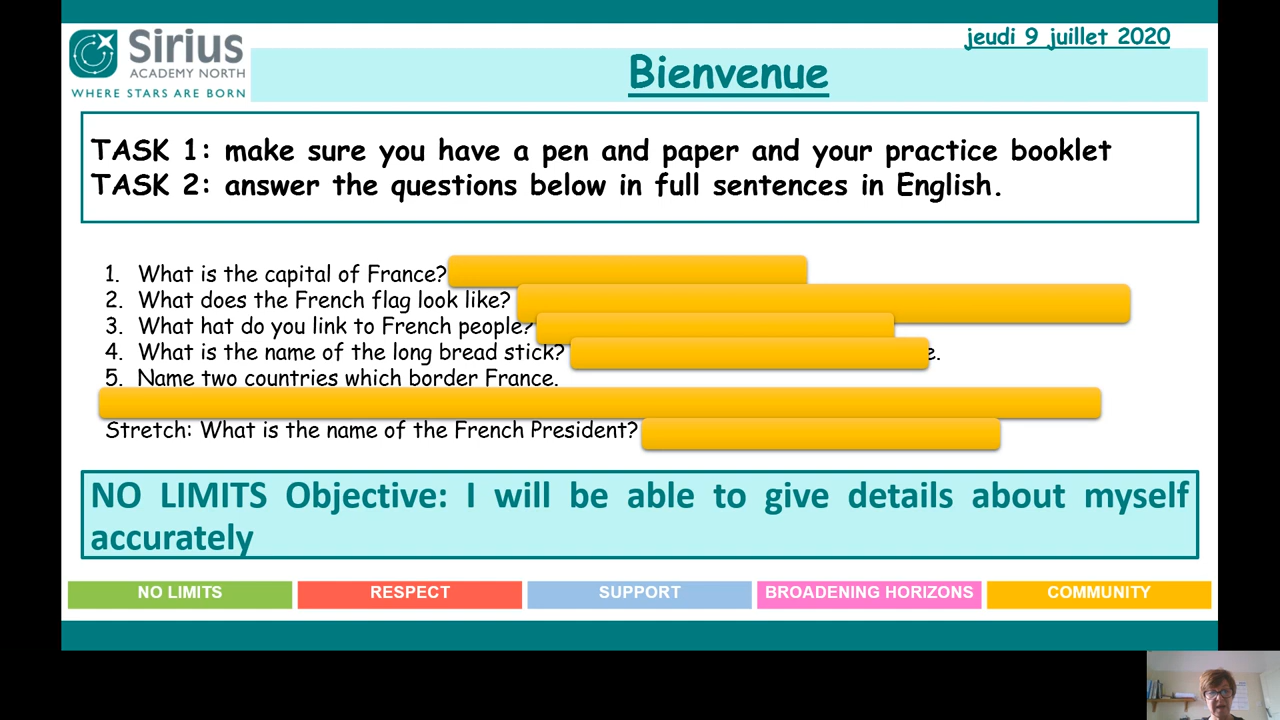 jeudi 9 juillet 2020
Sirius
ACADEMY NORTH
WHERE STARS ARE BORN
Bienvenue
TASK 1: make sure you have a pen and paper and your practice booklet
TASK 2: answer the questions below in full sentences in English.
1. What is the capital of France?
2. What does the French flag look like?
3. What hat do you link to French people?
4. What is the name of the long bread stick? e.
5. Name two countries which border France.
Stretch: What is the name of the French President?
NO LIMITS Objective: I will be able to give details about myself
accurately
NO LIMITS RESPECT SUPPORT BROADENING HORIZONS COMMUNITY